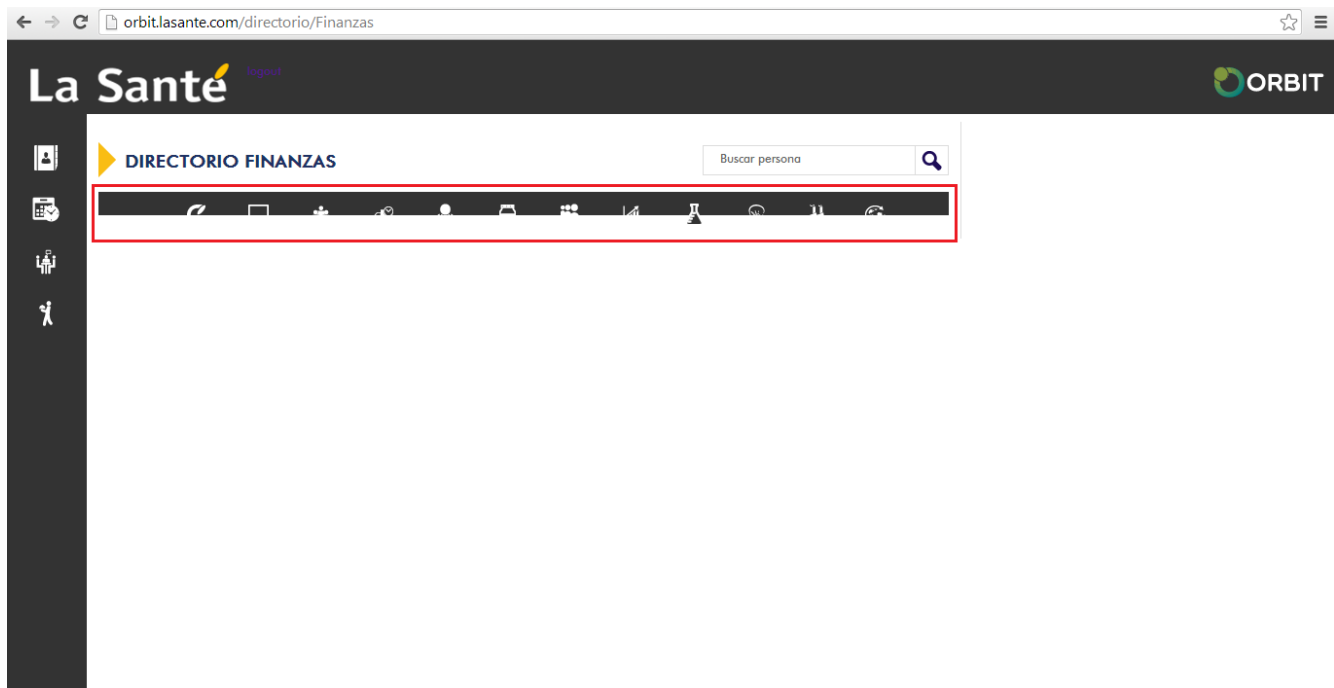 orbit.lasante.com/directorio/Finanzas
La Santé
ORBIT
DIRECTORIO FINANZAS
Buscar persona